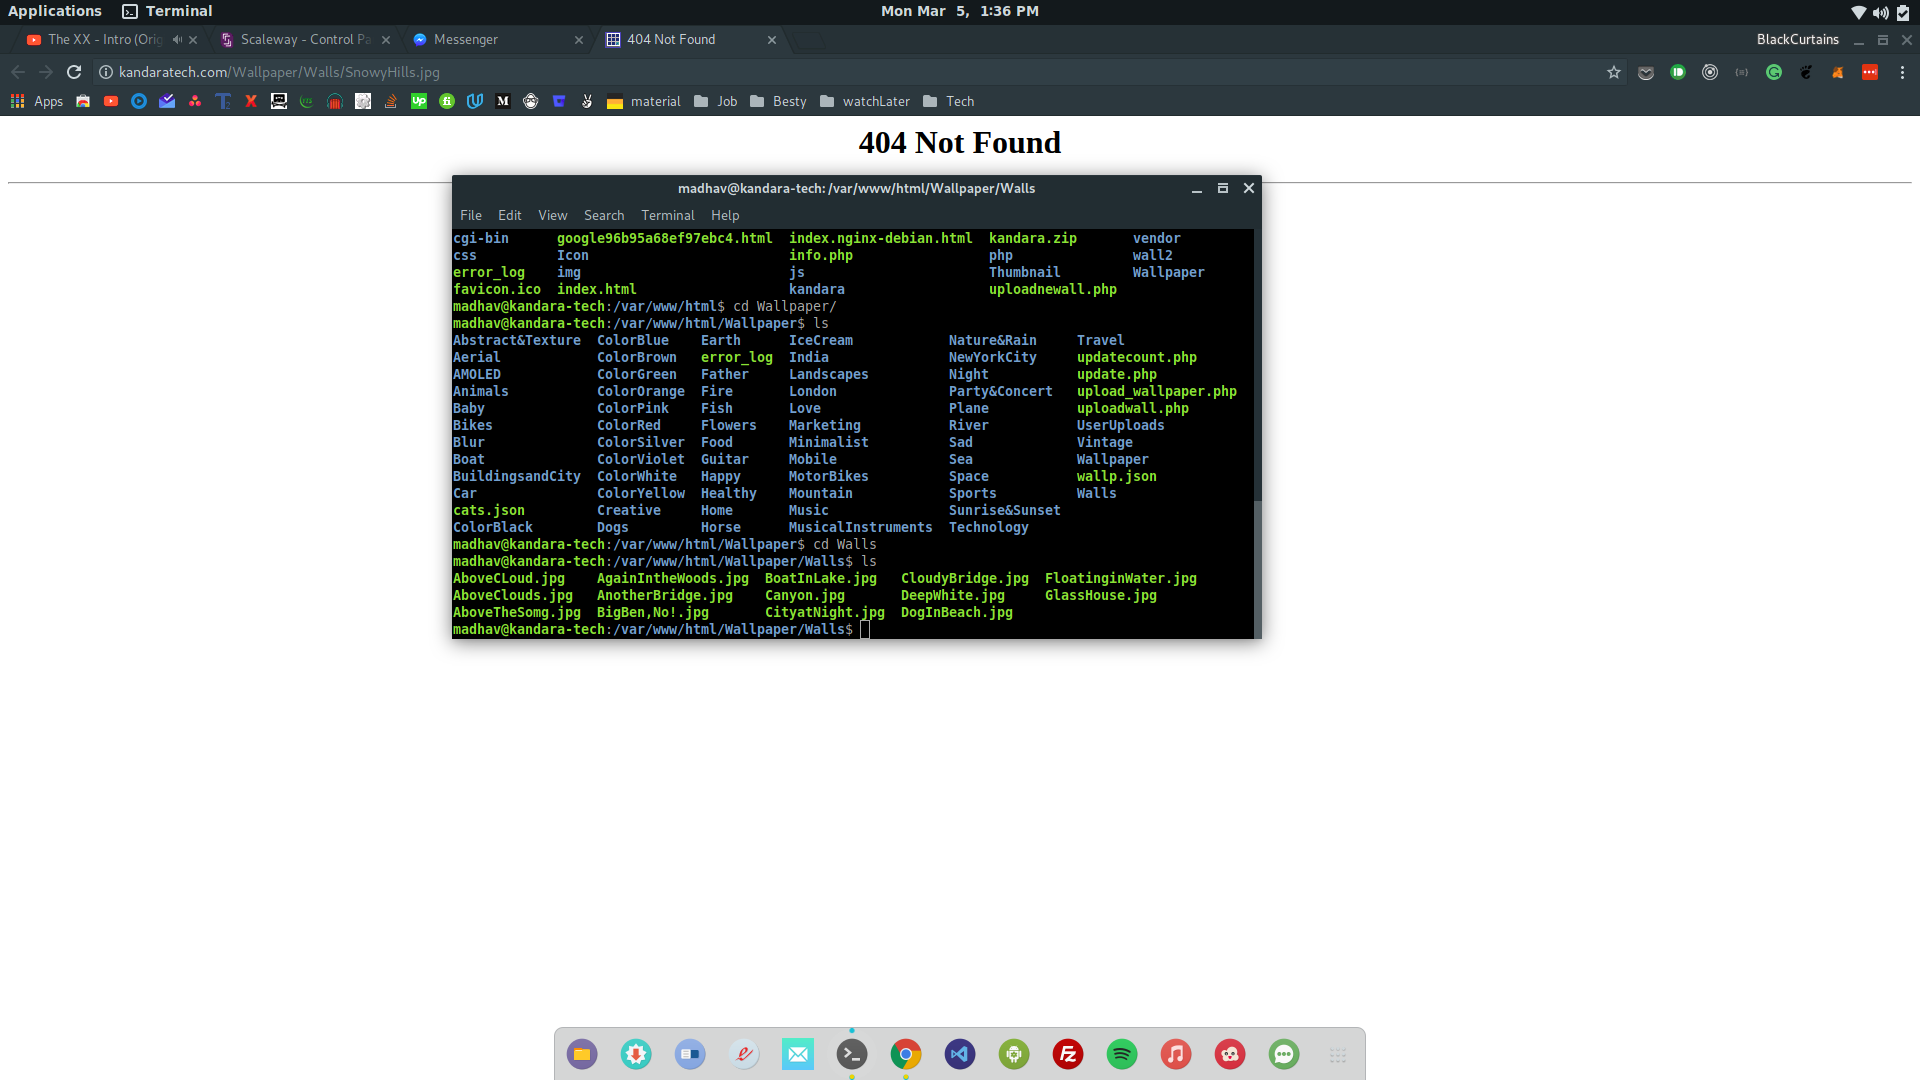 Applications Terminal Mon Mar 5, 1:36 PM
The XX - Intro (Orig Scaleway - Control Pa Messenger 404 Not Found BlackCurtains
kandaratech.com/Wallpaper/Walls/SnowyHills.jpg
Apps material Job Besty watchLater Tech
404 Not Found
madhav@kandara-tech: /var/www/html/Wallpaper/Walls
File Edit View Search Terminal Help
cgi-bin google96b95a68ef97ebc4.html index.nginx-debian.html kandara.zip vendor
css Icon info.php php wall2
error_log img js Thumbnail Wallpaper
favicon.ico index.html kandara uploadnewall.php
madhav@kandara-tech:/var/www/html$ cd Wallpaper/
madhav@kandara-tech:/var/www/html/Wallpaper$ ls
Abstract&Texture ColorBlue Earth IceCream Nature&Rain Travel
Aerial ColorBrown error_log India NewYorkCity updatecount.php
AMOLED ColorGreen Father Landscapes Night update.php
Animals ColorOrange Fire London Party&Concert upload_wallpaper.php
Baby ColorPink Fish Love Plane uploadwall.php
Bikes ColorRed Flowers Marketing River UserUploads
Blur ColorSilver Food Minimalist Sad Vintage
Boat ColorViolet Guitar Mobile Sea Wallpaper
BuildingsandCity ColorWhite Happy MotorBikes Space wallp.json
Car ColorYellow Healthy Mountain Sports Walls
cats.json Creative Home Music Sunrise&Sunset
ColorBlack Dogs Horse MusicalInstruments Technology
madhav@kandara-tech:/var/www/html/Wallpaper$ cd Walls
madhav@kandara-tech:/var/www/html/Wallpaper/Walls$ ls
AboveCLoud.jpg AgainIntheWoods.jpg BoatInLake.jpg CloudyBridge.jpg FloatinginWater.jpg
AboveClouds.jpg AnotherBridge.jpg Canyon.jpg DeepWhite.jpg GlassHouse.jpg
AboveTheSomg.jpg BigBen,No!.jpg CityatNight.jpg DogInBeach.jpg
madhav@kandara-tech:/var/www/html/Wallpaper/Walls$